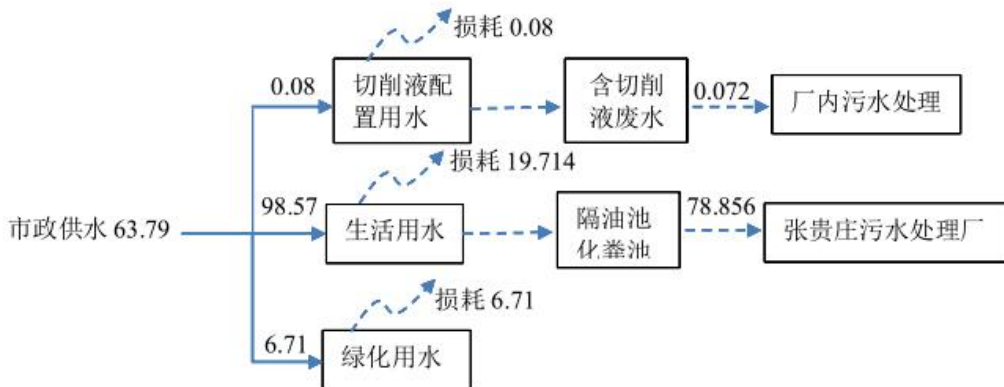 损耗 0.08
0.08
切削液配
置用水
含切削
液废水
0.072
厂内污水处理
损耗 19.714
市政供水 63.79
98.57
生活用水
隔油池
化粪池
78.856
张贵庄污水处理厂
损耗 6.71
6.71
绿化用水